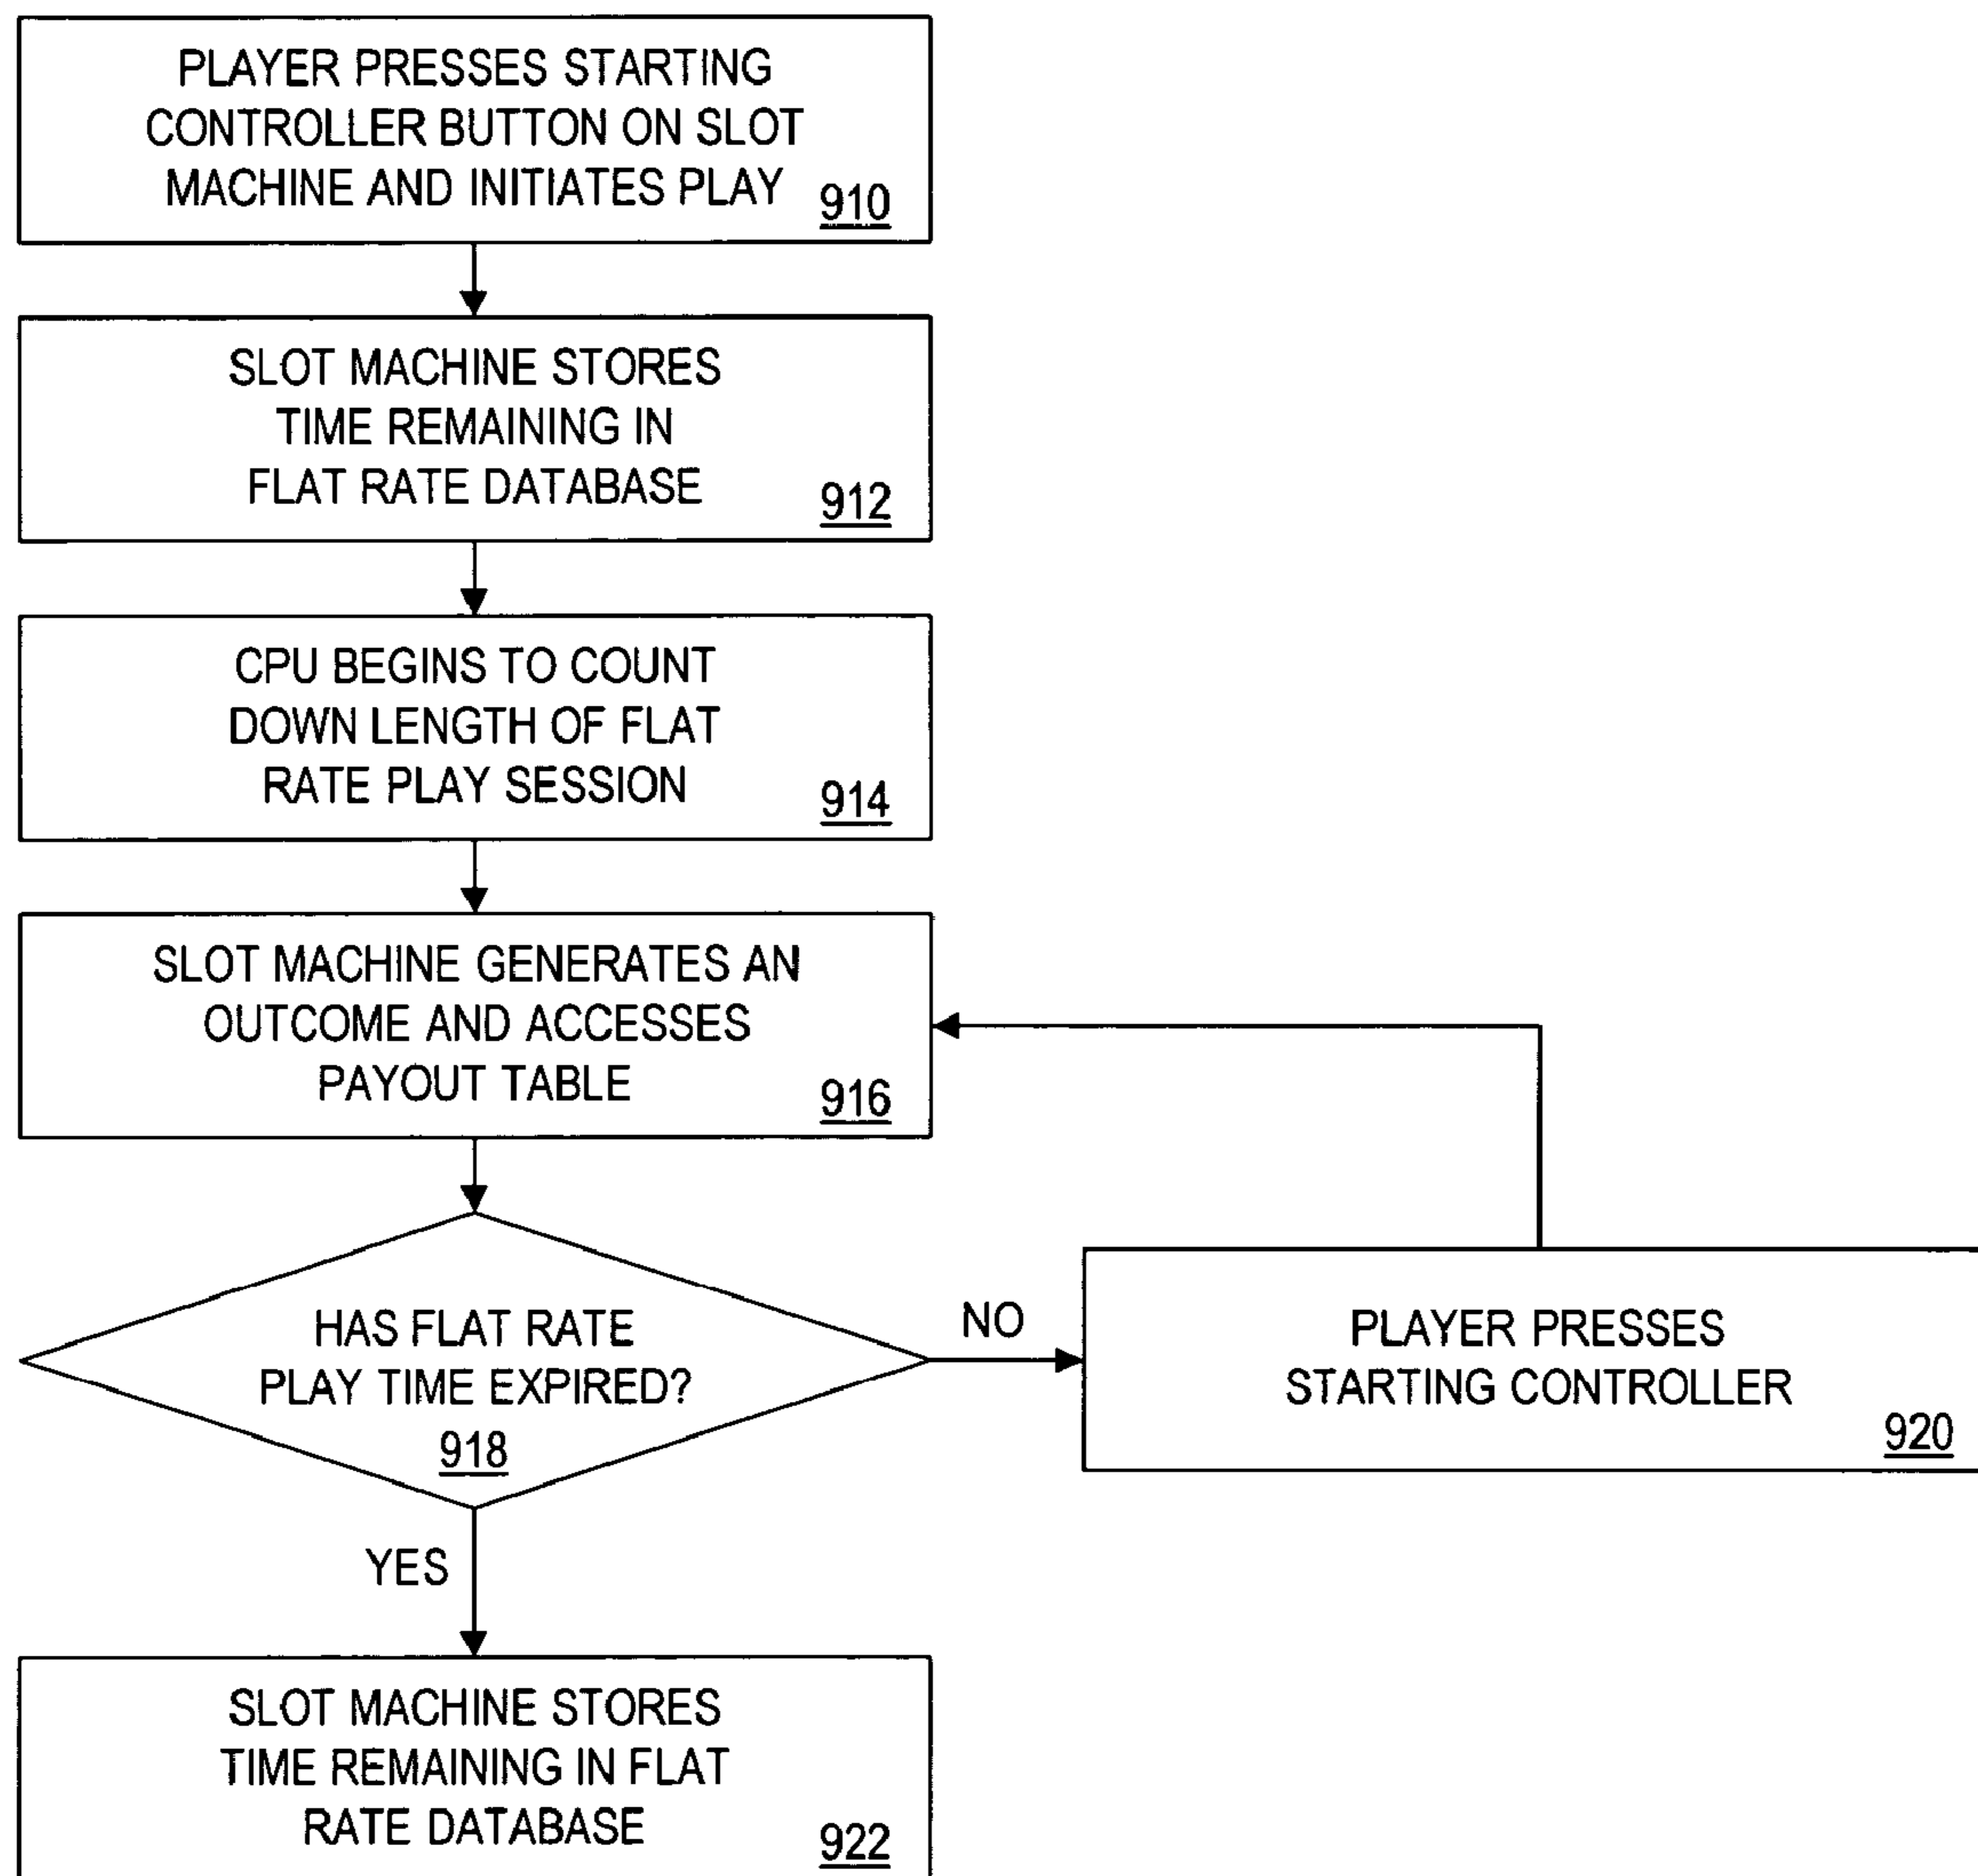 PLAYER PRESSES STARTING
CONTROLLER BUTTON ON SLOT
MACHINE AND INITIATES PLAY
910
SLOT MACHINE STORES
TIME REMAINING IN
FLAT RATE DATABASE
912
CPU BEGINS TO COUNT
DOWN LENGTH OF FLAT
RATE PLAY SESSION
914
SLOT MACHINE GENERATES AN
OUTCOME AND ACCESSES
PAYOUT TABLE
916
HAS FLAT RATE
PLAY TIME EXPIRED?
918
NO
PLAYER PRESSES
STARTING CONTROLLER
920
YES
SLOT MACHINE STORES
TIME REMAINING IN FLAT
RATE DATABASE
922